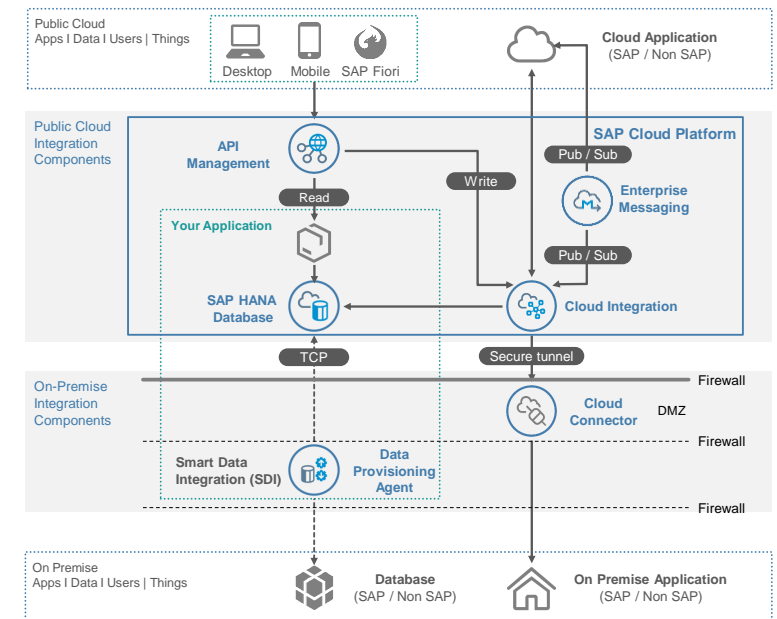 Public Cloud
Apps I Data I Users | Things
Desktop
Mobile
SAP Fiori
Cloud Application
(SAP / Non SAP)
Public Cloud
Integration
Components
SAP Cloud Platform
API
Management
Pub / Sub
Write
Read
Enterprise
Messaging
Your Application
Pub / Sub
SAP HANA
Database
Cloud Integration
TCP
Secure tunnel
Firewall
On-Premise
Integration
Components
Cloud
Connector
DMZ
Firewall
Smart Data
Integration (SDI)
Data
Provisioning
Agent
Firewall
On Premise
Apps I Data I Users | Things
Database
(SAP / Non SAP)
On Premise Application
(SAP / Non SAP)